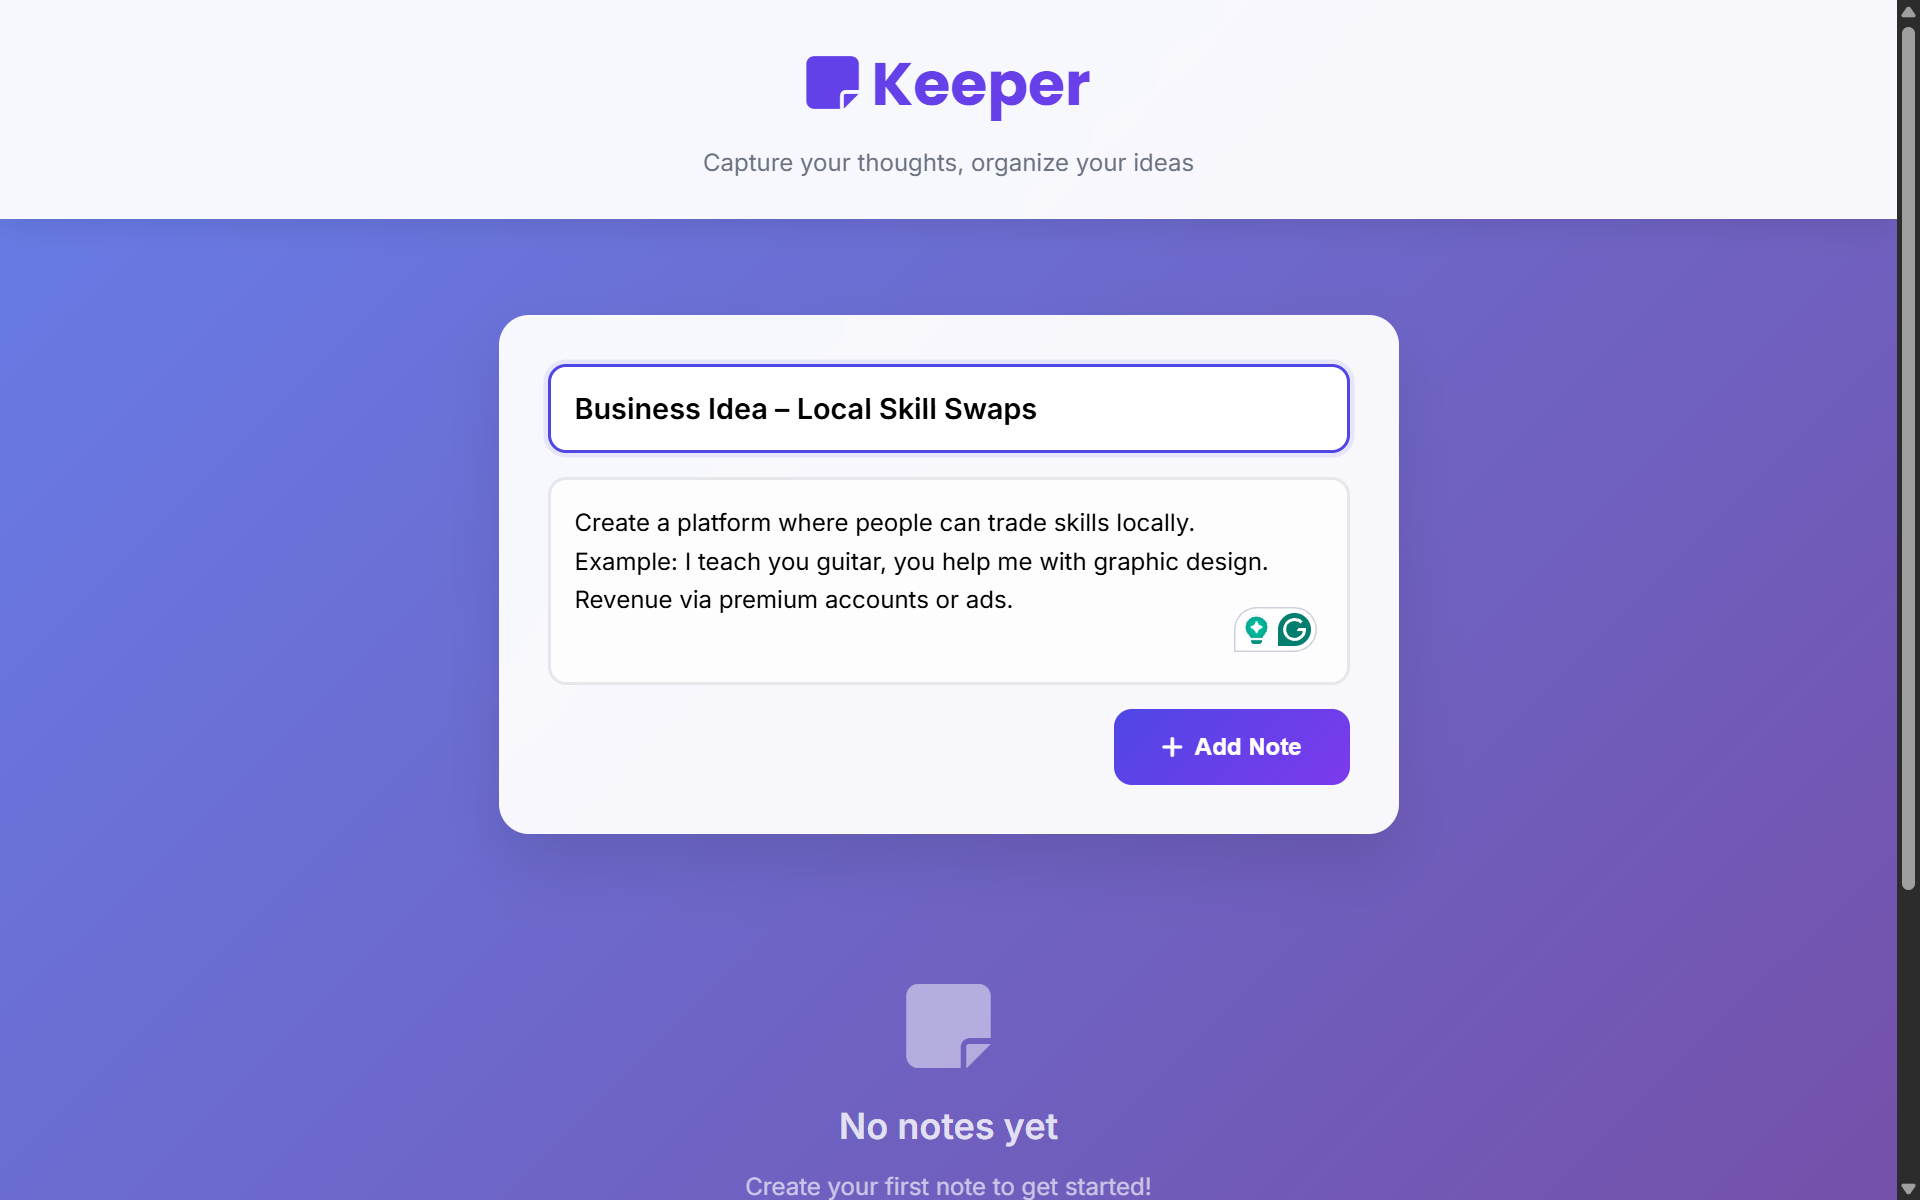 Keeper
Capture your thoughts, organize your ideas
Business Idea – Local Skill Swaps
Create a platform where people can trade skills locally.
Example: I teach you guitar, you help me with graphic design.
Revenue via premium accounts or ads.
+ Add Note
No notes yet
Create your first note to get started!